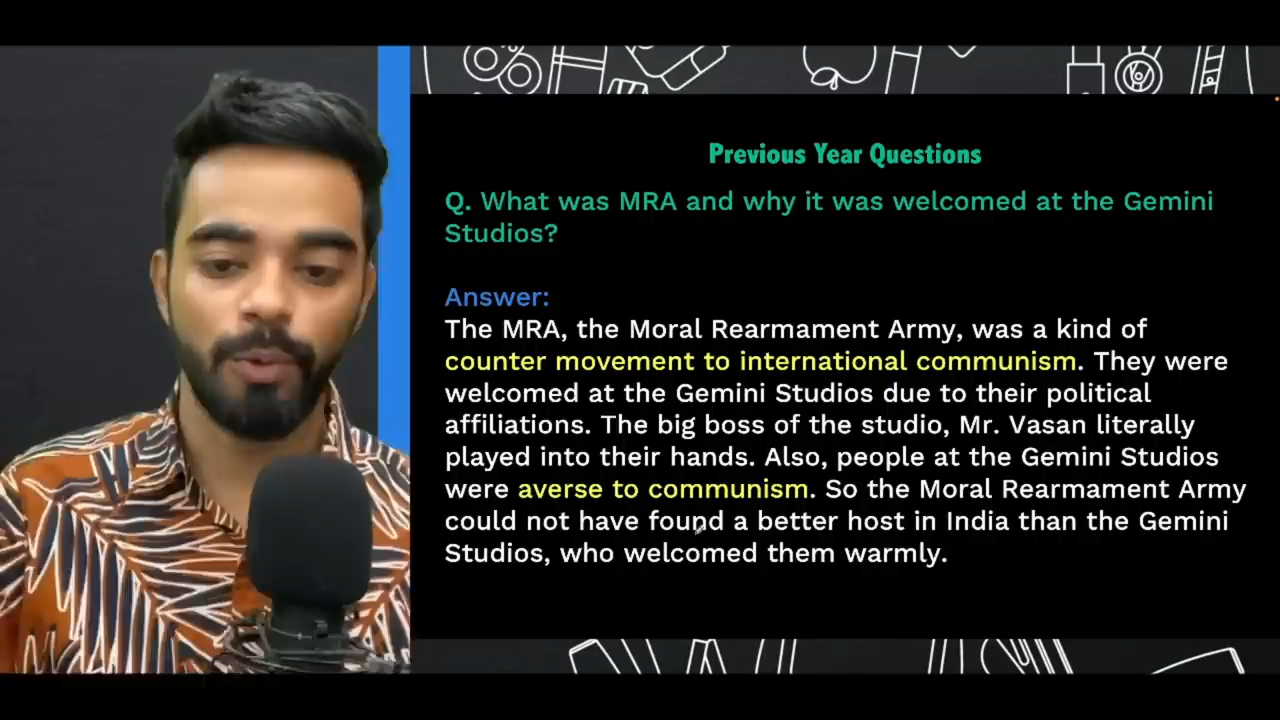 Previous Year Questions
Q. What was MRA and why it was welcomed at the Gemini
Studios?
Answer:
The MRA, the Moral Rearmament Army, was a kind of
counter movement to international communism. They were
welcomed at the Gemini Studios due to their political
affiliations. The big boss of the studio, Mr. Vasan literally
played into their hands. Also, people at the Gemini Studios
were averse to communism. So the Moral Rearmament Army
could not have found a better host in India than the Gemini
Studios, who welcomed them warmly.